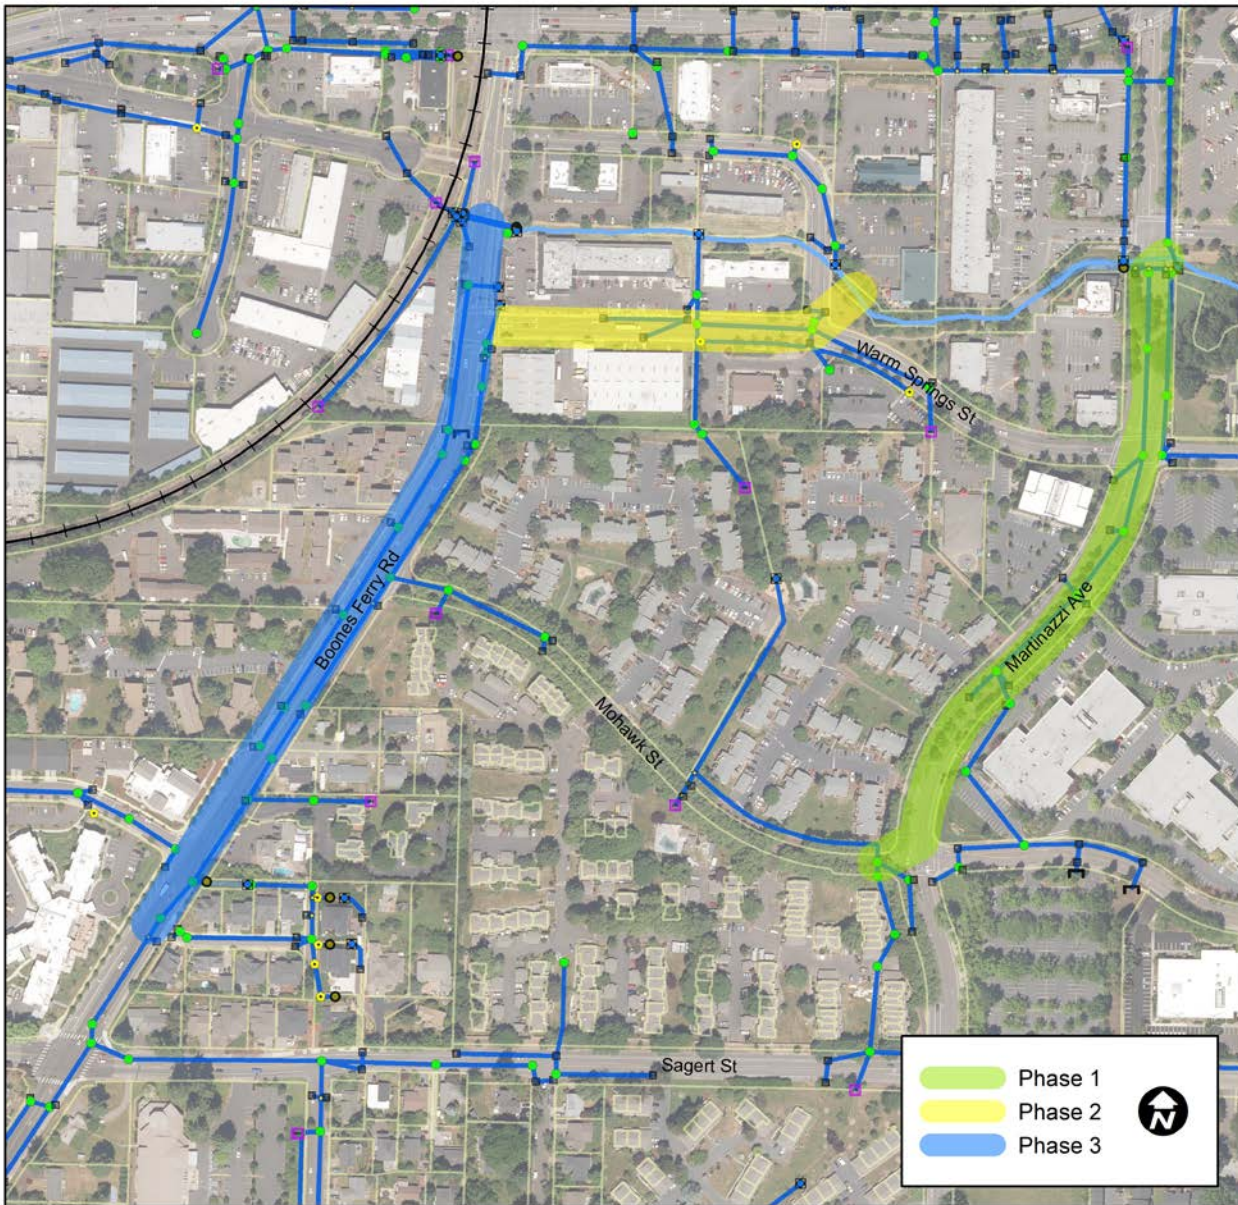 Warm Springs St
Boones Ferry Rd
Martinazzi Ave
Mohawk St
Sagert St
Phase 1
Phase 2
Phase 3
N